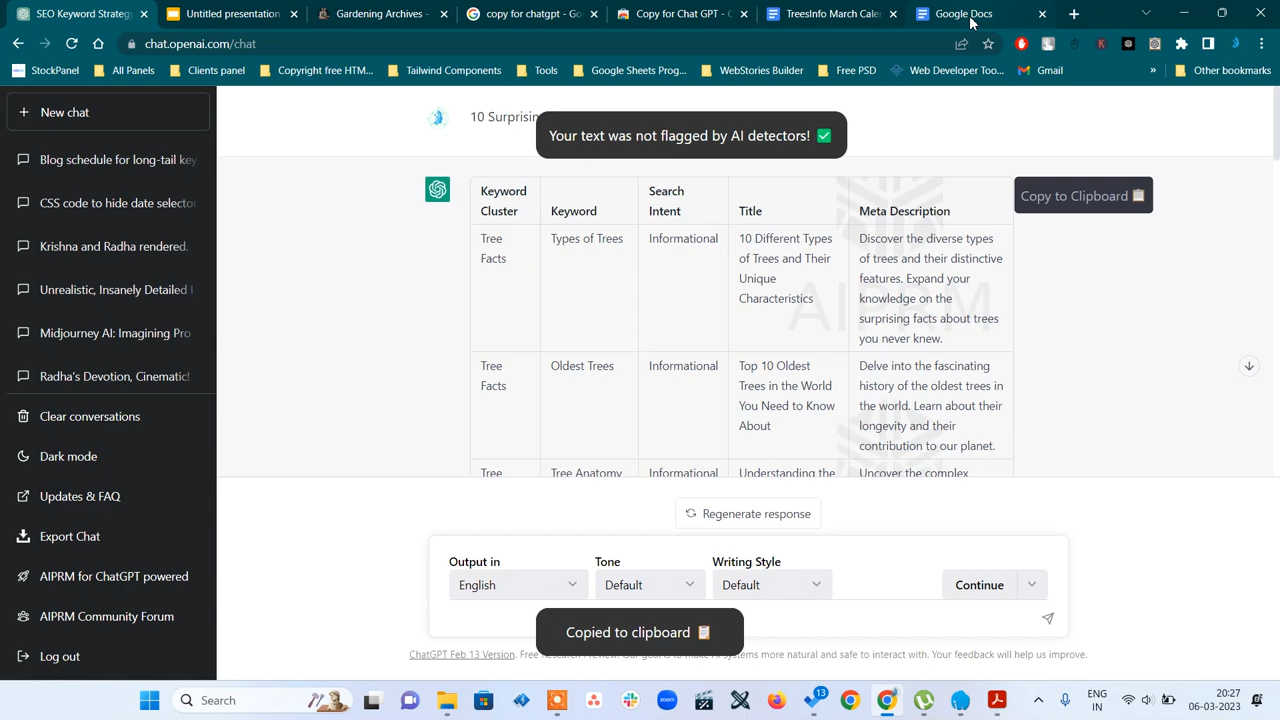 SEO Keyword Strategy
Untitled presentation
Gardening Archives -
copy for chatgpt - Go
Copy for Chat GPT - C
TreesInfo March Caler
Google Docs
chat.openai.com/chat
StockPanel
All Panels
Clients panel
Copyright free HTM...
Tailwind Components
Tools
Google Sheets Prog...
WebStories Builder
Free PSD
Web Developer Too...
Gmail
»
Other bookmarks
New chat
Blog schedule for long-tail key
CSS code to hide date selector
Krishna and Radha rendered.
Unrealistic, Insanely Detailed
Midjourney AI: Imagining Pro
Radha's Devotion, Cinematic!
Clear conversations
Dark mode
Updates & FAQ
Export Chat
AIPRM for ChatGPT powered
AIPRM Community Forum
Log out
10 Surprisin
Your text was not flagged by AI detectors! ✅
Copy to Clipboard 📋
Keyword Cluster
Keyword
Search Intent
Title
Meta Description
Tree Facts
Types of Trees
Informational
10 Different Types
of Trees and Their
Unique
Characteristics
Discover the diverse types
of trees and their distinctive
features. Expand your
knowledge on the
surprising facts about trees
you never knew.
Tree Facts
Oldest Trees
Informational
Top 10 Oldest
Trees in the World
You Need to Know
About
Delve into the fascinating
history of the oldest trees in
the world. Learn about their
longevity and their
contribution to our planet.
Tree
Tree Anatomy
Informational
Understanding the
Uncover the complex
AIPRM
Regenerate response
Output in
Tone
Writing Style
English
Default
Default
Continue
Copied to clipboard 📋
ChatGPT Feb 13 Version. Free Research Preview. Our goal is to make AI systems more natural and safe to interact with. Your feedback will help us improve.
Search
13
ENG
IN
20:27
06-03-2023